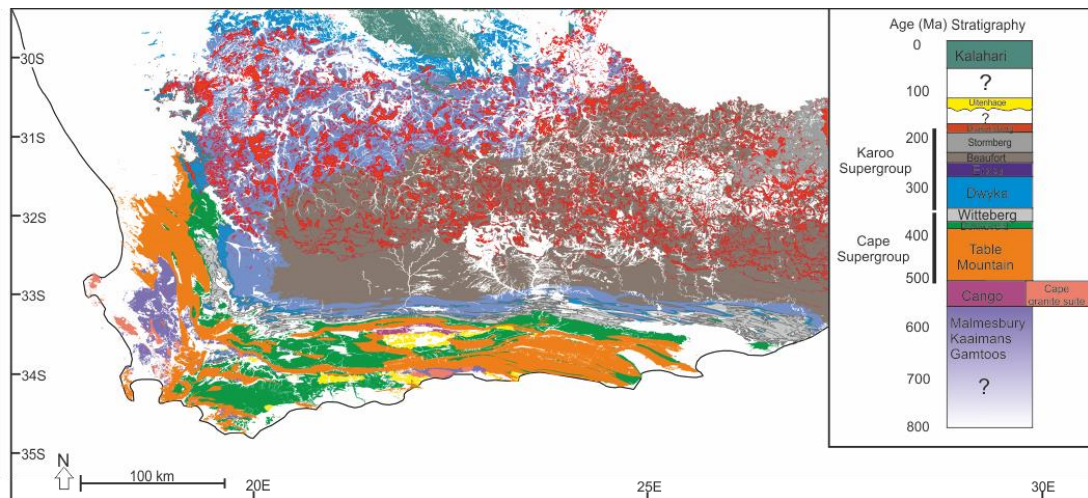 30S
31S
32S
33S
34S
35S
N
100 km
20E
25E
30E
Age (Ma) Stratigraphy
0
100
200
300
400
500
600
700
800
Karoo
Supergroup
Cape
Supergroup
Kalahari
?
Uitenhage
?
Stormberg
Beaufort
Dwyka
Witteberg
Table
Mountain
Cango
Cape
granite suite
Malmesbury
Kaaimans
Gamtoos
?